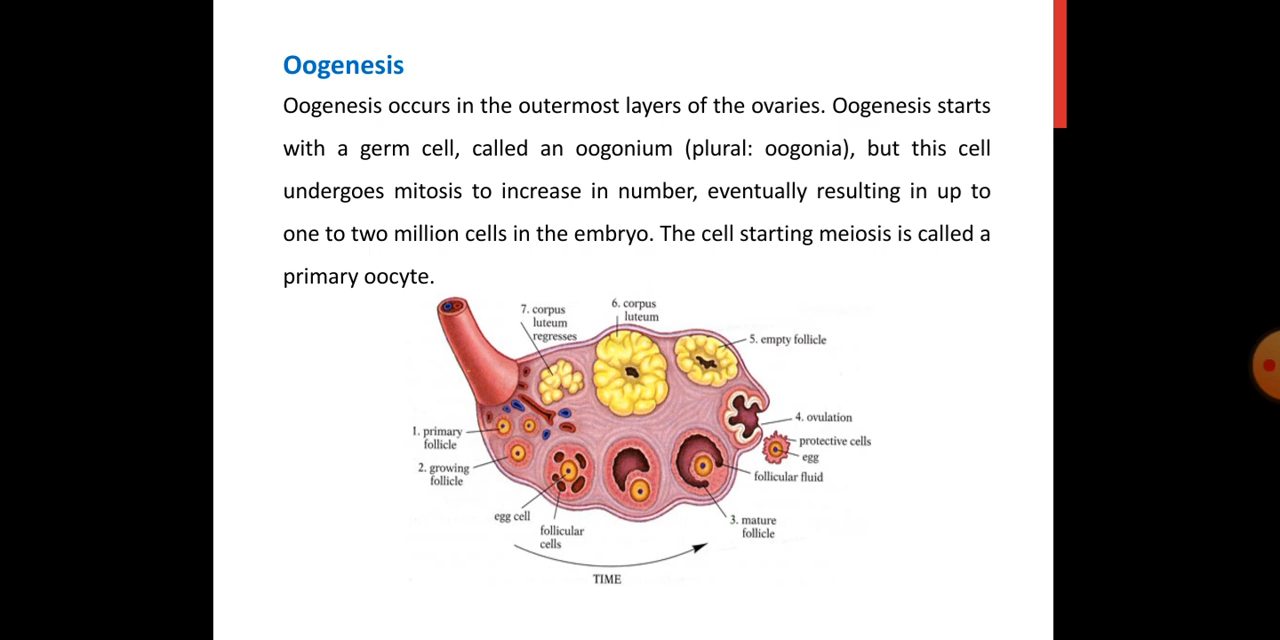 Oogenesis
Oogenesis occurs in the outermost layers of the ovaries. Oogenesis starts
with a germ cell, called an oogonium (plural: oogonia), but this cell
undergoes mitosis to increase in number, eventually resulting in up to
one to two million cells in the embryo. The cell starting meiosis is called a
primary oocyte.
7. corpus
luteum
regresses
6. corpus
luteum
5. empty follicle
4. ovulation
protective cells
egg
follicular fluid
1. primary
follicle
2. growing
follicle
egg cell
follicular
cells
3. mature
follicle
TIME